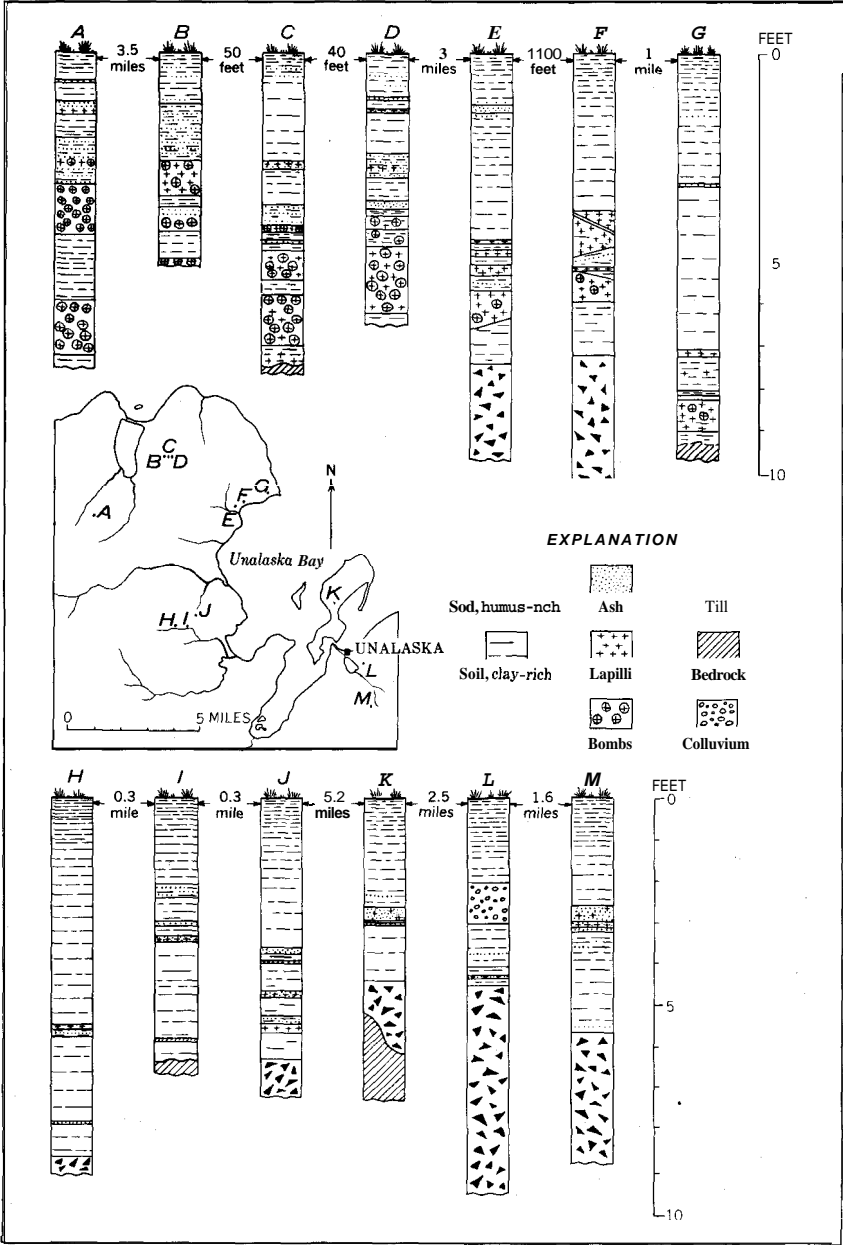 A B C D E F G
FEET
3.5 miles 50 feet 40 feet 3 miles 1100 feet 1 mile
0
5
10
C
B D
F G
E
A
N
Unalaska Bay
K
H. I. J
UNALASKA
L
M.
0 5 MILES
EXPLANATION
Sod, humus-nch Ash Till
Soil, clay-rich Lapilli Bedrock
Bombs Colluvium
H I J K L M
FEET
0.3 mile 0.3 mile 5.2 miles 2.5 miles 1.6 miles
0
5
10